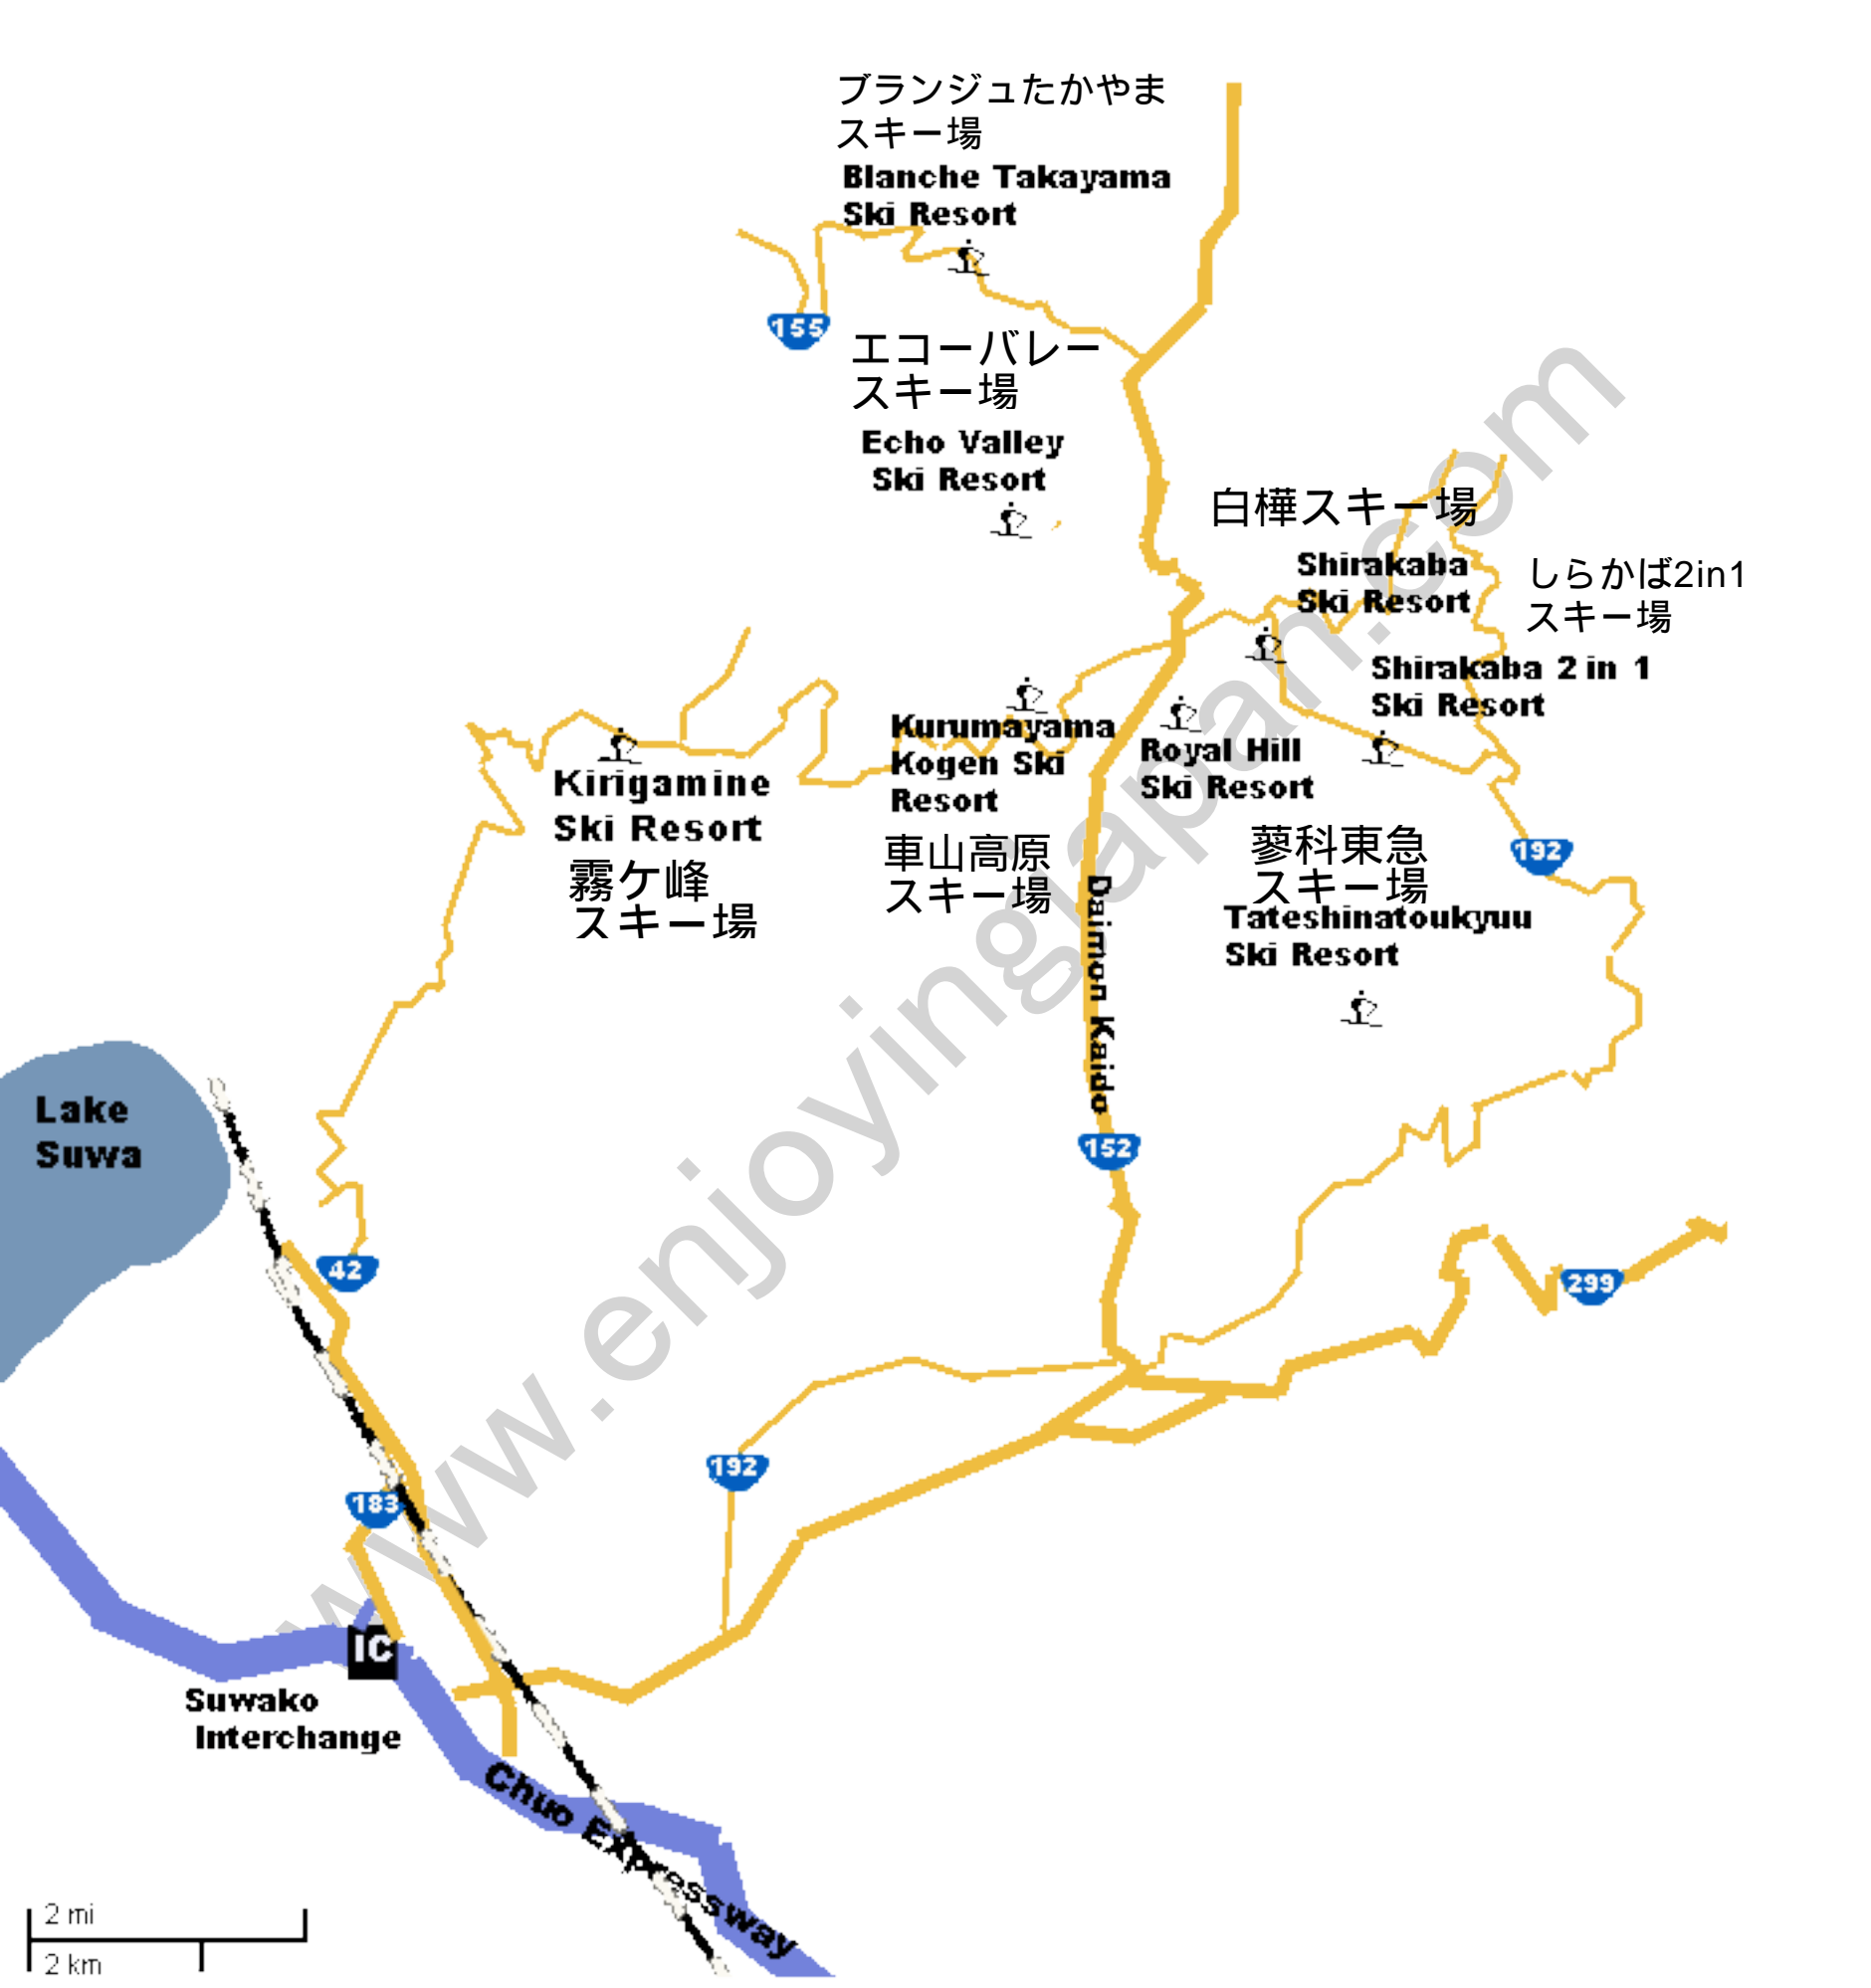 ブランジュたかやま
スキー場
Blanche Takayama
Ski Resort
155
エコーバレー
スキー場
Echo Valley
Ski Resort
白樺スキー場
Shirakaba
Ski Resort
しらかば2in1
スキー場
Shirakaba 2 in 1
Ski Resort
Kirigamine
Ski Resort
霧ケ峰
スキー場
Kurumayama
Kogen Ski
Resort
車山高原
スキー場
Royal Hill
Ski Resort
192
蓼科東急
スキー場
Tateshinatoukyuu
Ski Resort
Daimon Kaido
152
Lake
Suwa
42
299
192
183
IC
Suwako
Interchange
Chuo Expressway
2 mi
2 km
www.enjoyingjapan.com